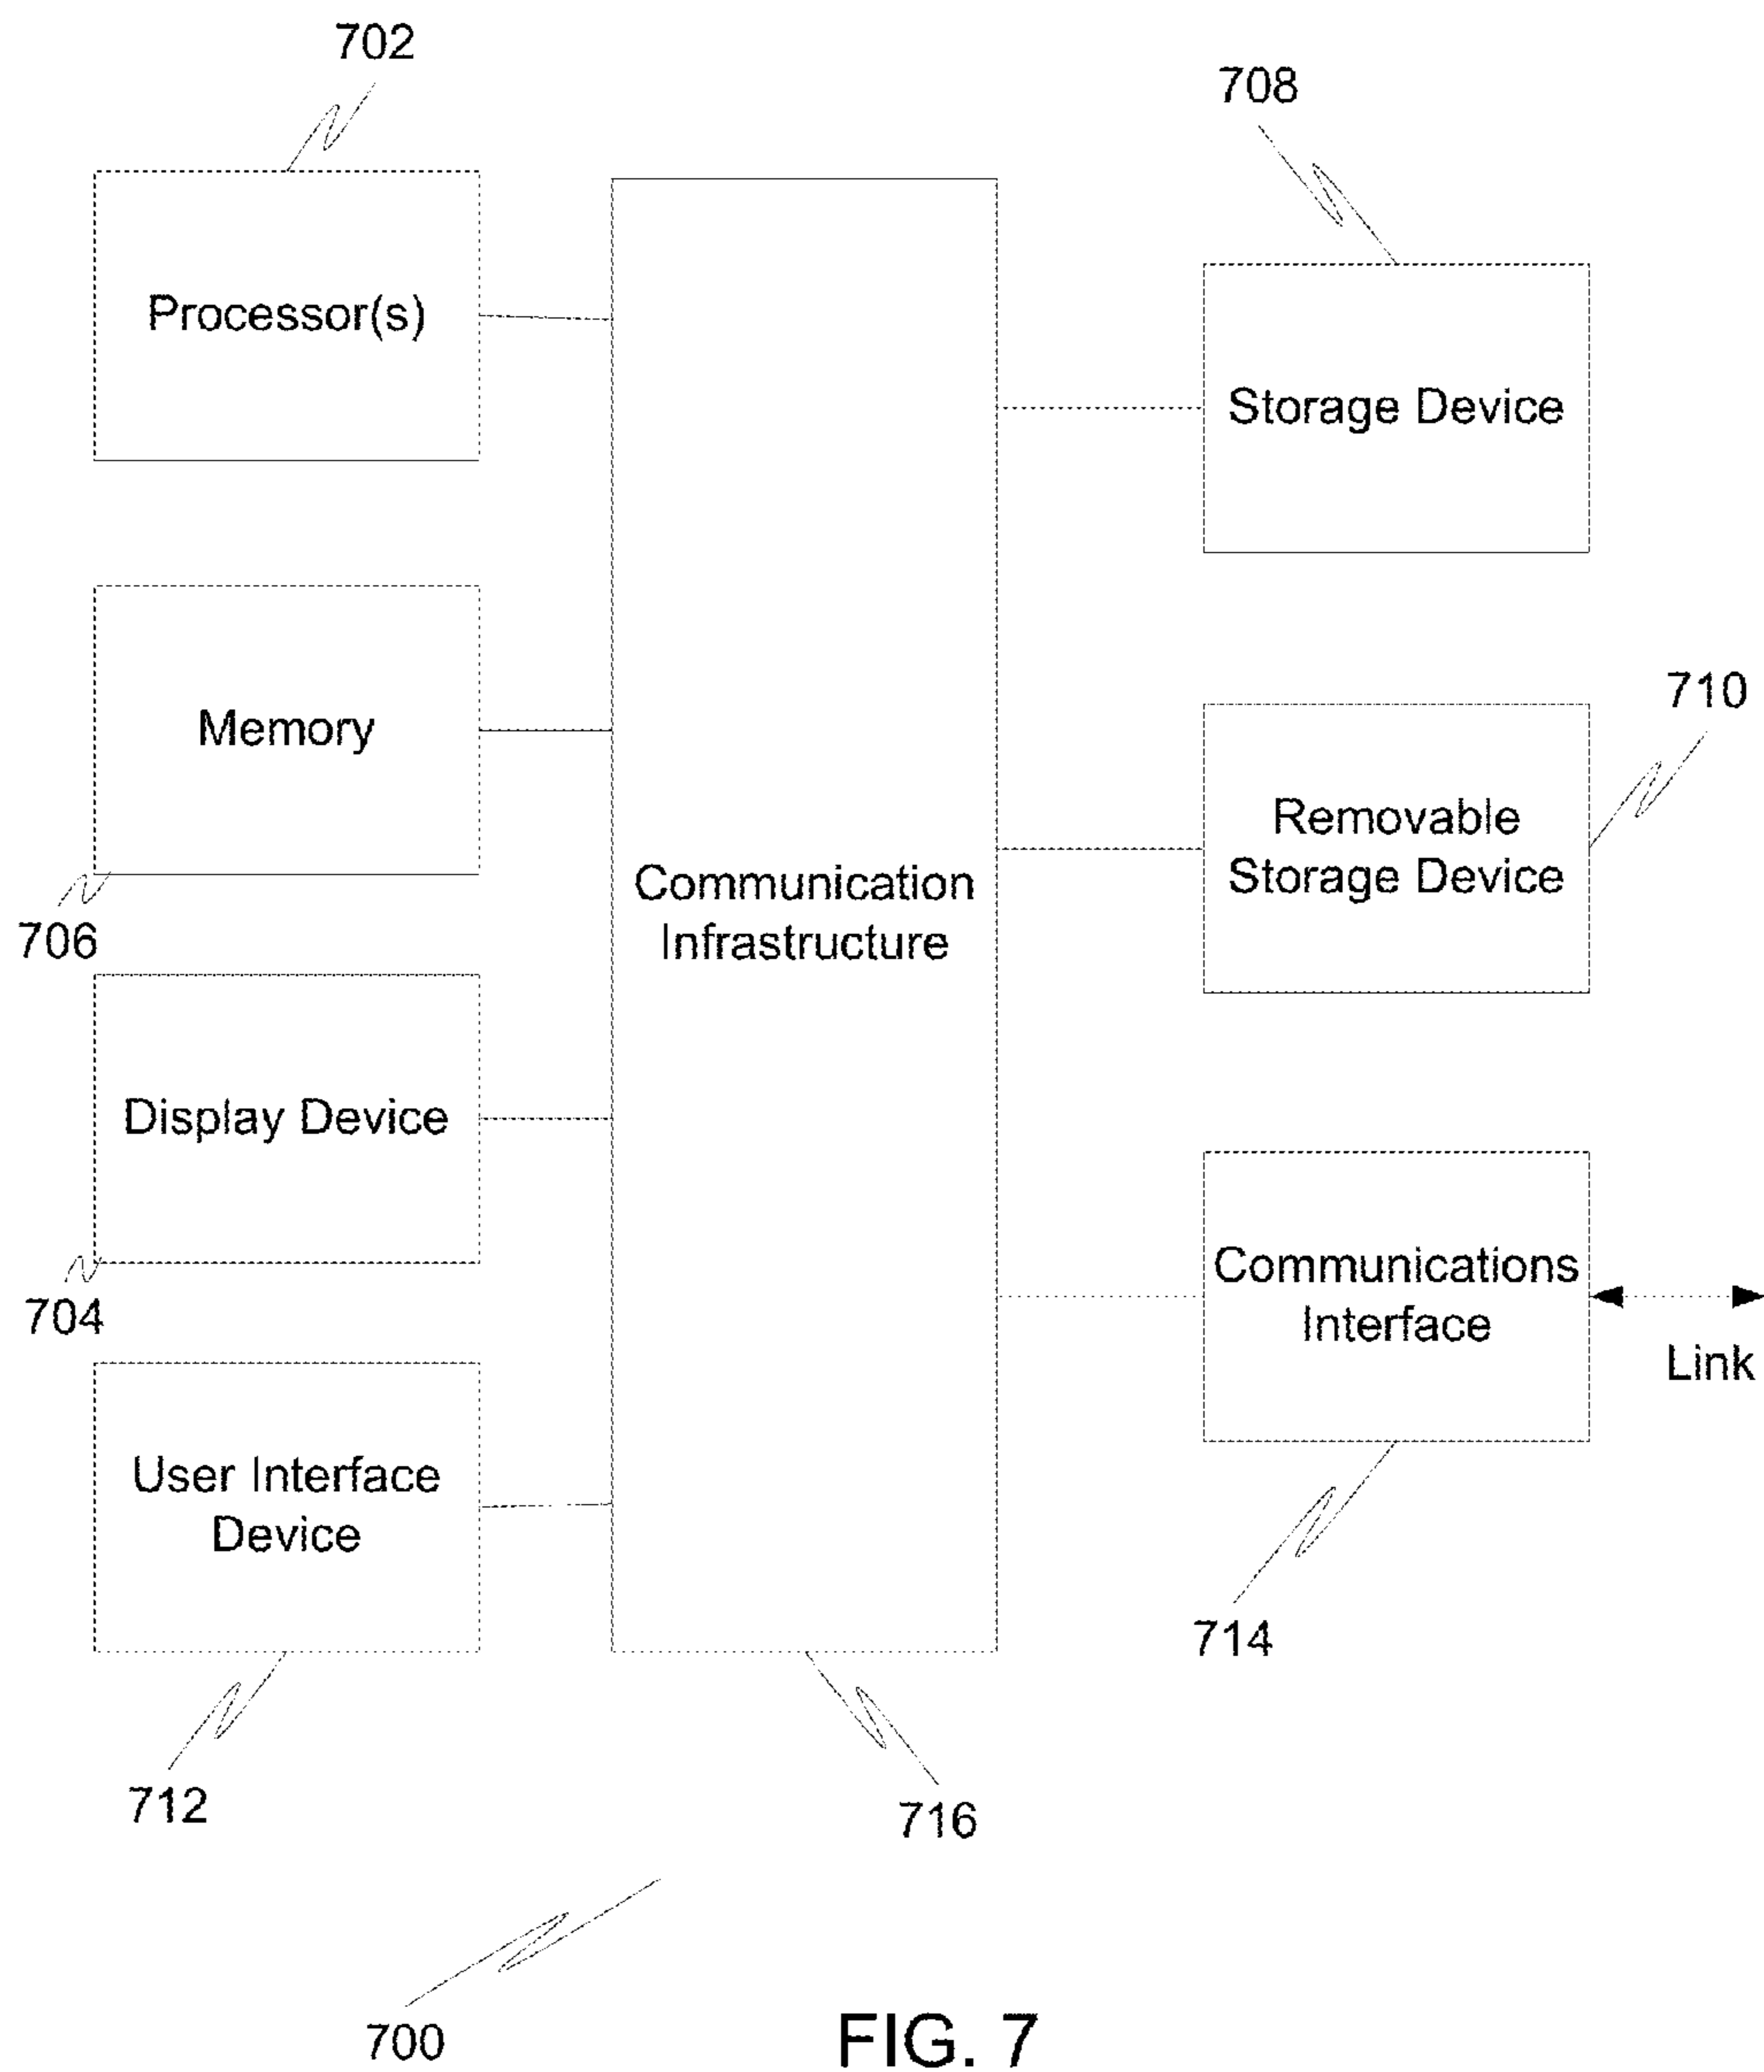 702
708
Processor(s)
Storage Device
710
Memory
Removable
Storage Device
Communication
Infrastructure
706
Display Device
Communications
Interface
704
Link
User Interface
Device
714
712
716
700
FIG. 7